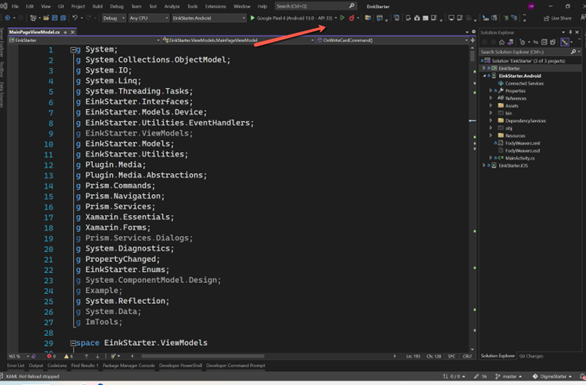 File Edit View Git Project Build Debug Test Analyze Tools Extensions Window Help Search (Ctrl+Q) EinkStarter
Debug Any CPU EinkStarter.Android Google Pixel 4 (Android 13.0 - API 33) Live Share
MainPageViewModel.cs
EinkStarter EinkStarter.ViewModels.MainPageViewModel OnWriteCardCommand()
1 g System;
2 g System.Collections.ObjectModel;
3 g System.IO;
4 g System.Linq;
5 g System.Threading.Tasks;
6 g EinkStarter.Interfaces;
7 g EinkStarter.Models.Device;
8 g EinkStarter.Utilities.EventHandlers;
9 g EinkStarter.ViewModels;
10 g EinkStarter.Models;
11 g EinkStarter.Utilities;
12 g Plugin.Media;
13 g Plugin.Media.Abstractions;
14 g Prism.Commands;
15 g Prism.Navigation;
16 g Prism.Services;
17 g Xamarin.Essentials;
18 g Xamarin.Forms;
19 g Prism.Services.Dialogs;
20 g System.Diagnostics;
21 g PropertyChanged;
22 g EinkStarter.Enums;
23 g System.ComponentModel.Design;
24 g Example;
25 g System.Reflection;
26 g System.Data;
27 g ImTools;
28
29 space EinkStarter.ViewModels
Solution Explorer
Search Solution Explorer (Ctrl+;)
Solution 'EinkStarter' (3 of 3 projects)
EinkStarter
EinkStarter.Android
Connected Services
Properties
References
Assets
bin
DependencyServices
obj
Resources
FodyWeavers.xml
FodyWeavers.xsd
MainActivity.cs
EinkStarter.iOS
Ln: 193 Ch: 128 SPC CRLF
Solution Explorer Git Changes
Error List Output Codelens Find Symbol Results Package Manager Console Developer PowerShell Developer Command Prompt
XAML Hot Reload stopped master